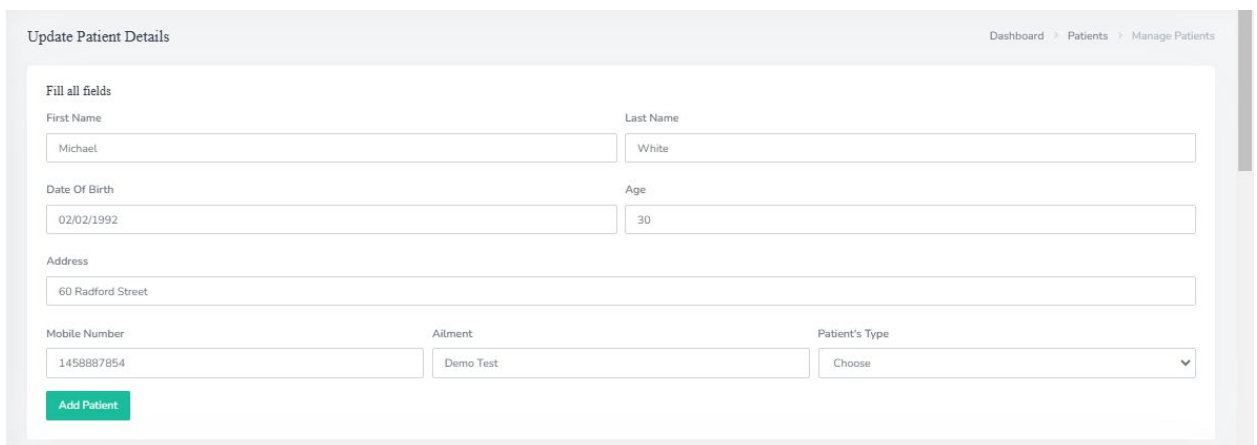 Update Patient Details
Dashboard > Patients > Manage Patients
Fill all fields
First Name
Last Name
Michael
White
Date Of Birth
Age
02/02/1992
30
Address
60 Radford Street
Mobile Number
Ailment
Patient's Type
1458887854
Demo Test
Choose
Add Patient